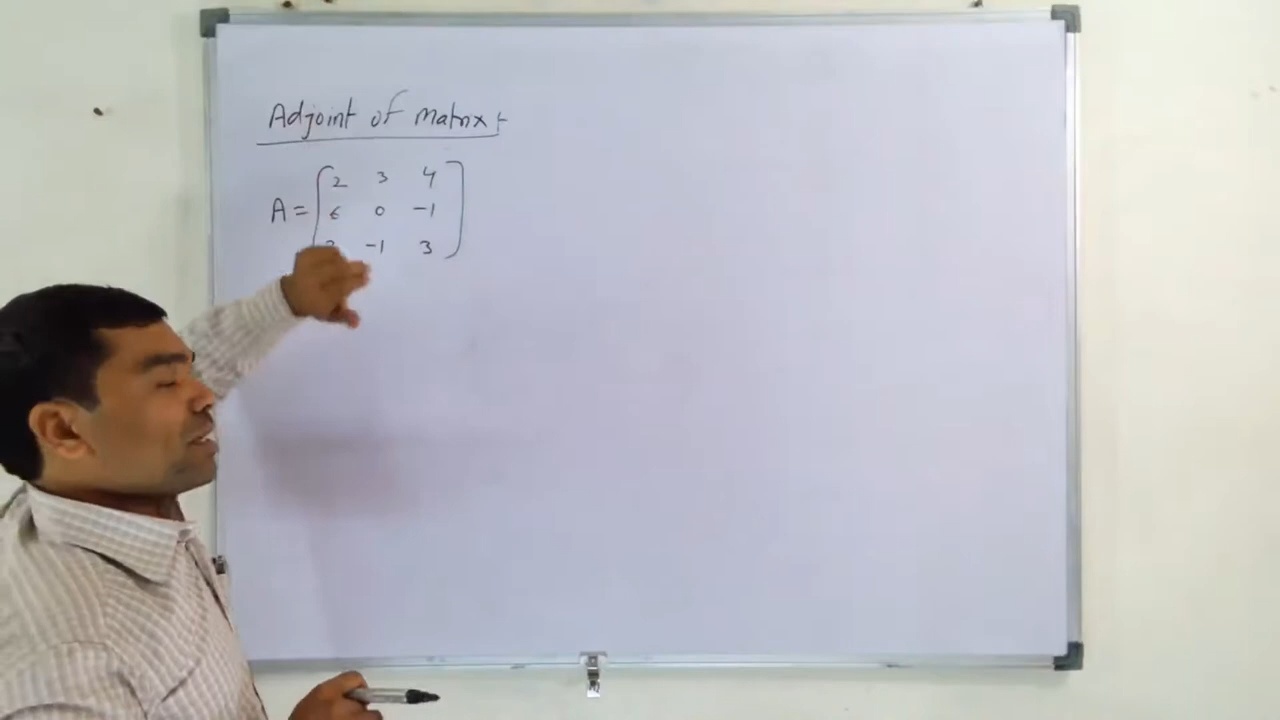 Adjoint of matrix :-
2 3 4
A = 6 0 -1
-1 3